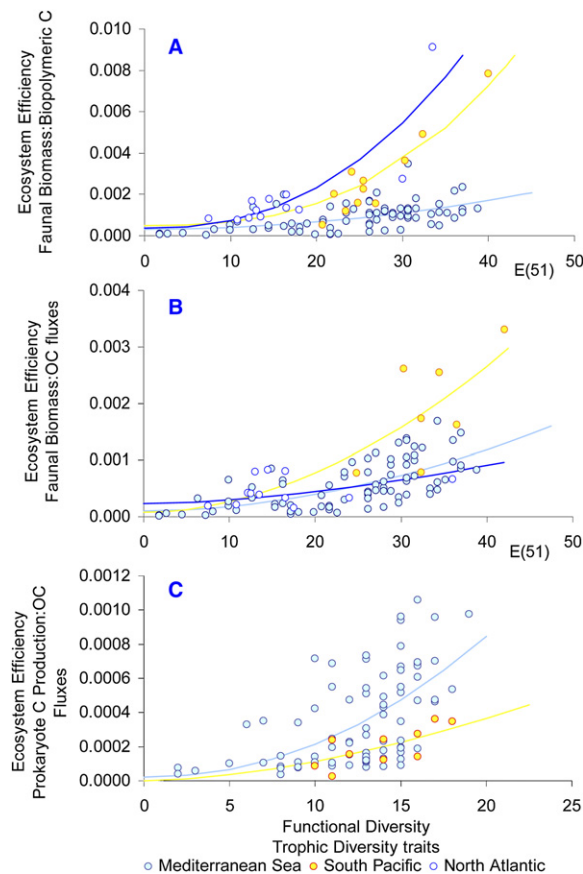 A
Ecosystem Efficiency
Faunal Biomass:Biopolymeric C
0.010
0.008
0.006
0.004
0.002
0.000
0
10
20
30
40
50
E(51)
B
Ecosystem Efficiency
Faunal Biomass:OC fluxes
0.004
0.003
0.002
0.001
0.000
0
10
20
30
40
50
E(51)
C
Ecosystem Efficiency
Prokaryote C Production:OC
Fluxes
0.0012
0.0010
0.0008
0.0006
0.0004
0.0002
0.0000
0
5
10
15
20
25
Functional Diversity
Trophic Diversity traits
Mediterranean Sea South Pacific North Atlantic